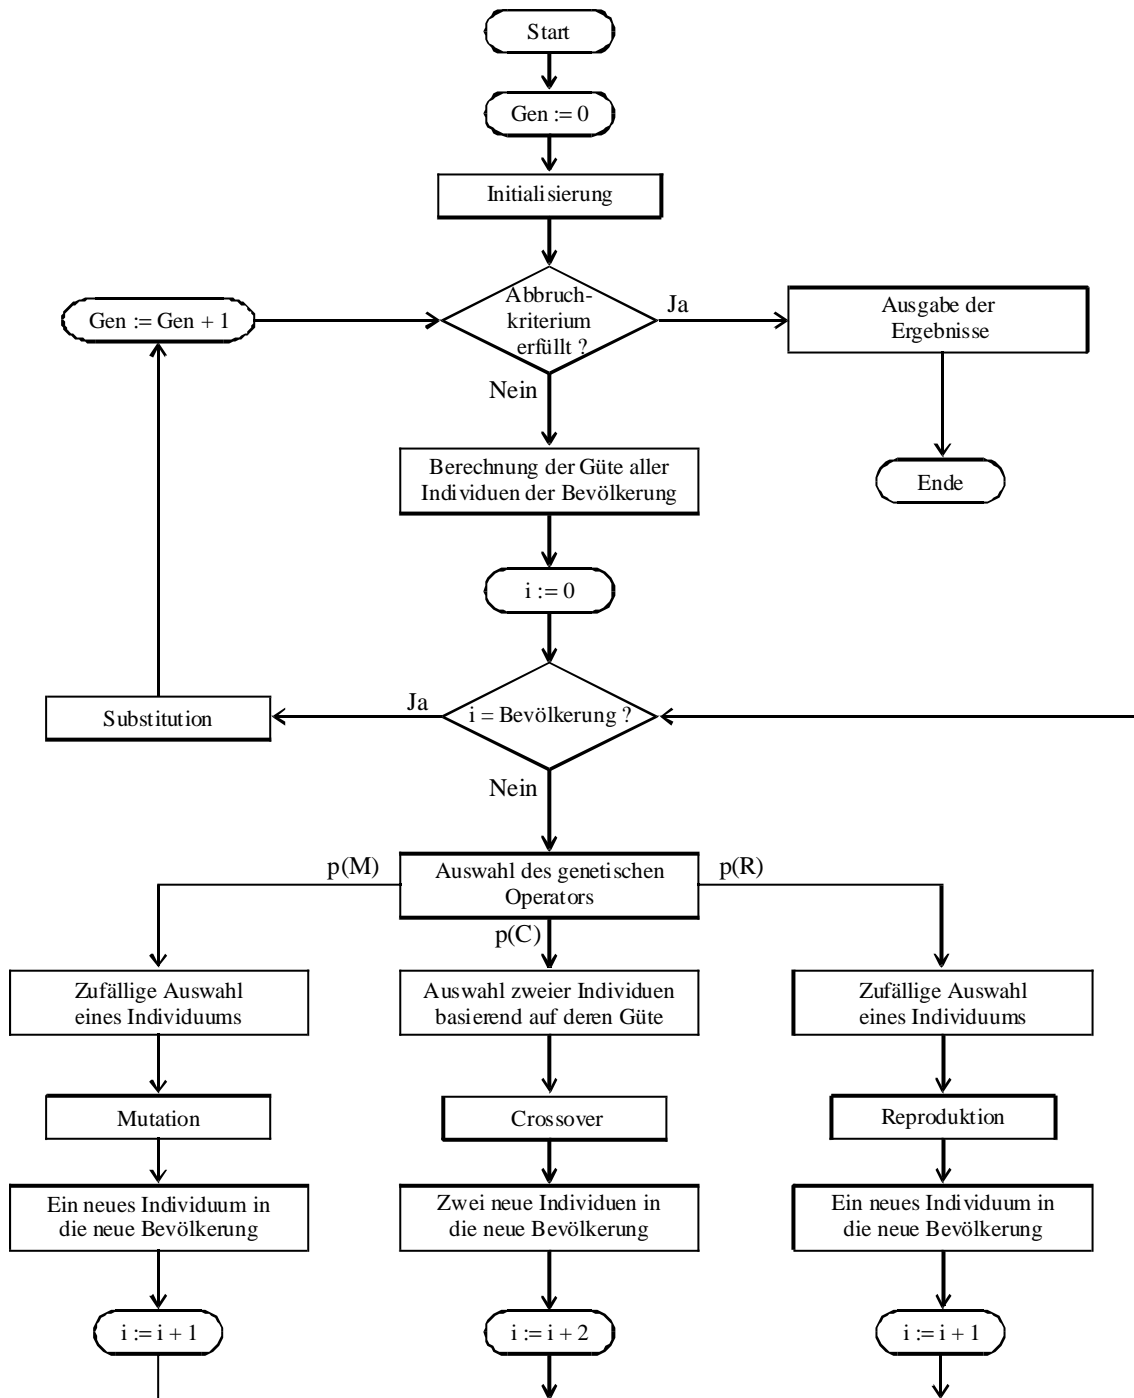 Start
Gen := 0
Initialisierung
Abbruch-
kriterium
erfüllt ?
Ja
Ausgabe der
Ergebnisse
Gen := Gen + 1
Nein
Berechnung der Güte aller
Individuen der Bevölkerung
Ende
i := 0
Substitution
Ja
i = Bevölkerung ?
Nein
p(M)
Auswahl des genetischen
Operators
p(R)
p(C)
Zufällige Auswahl
eines Individuums
Auswahl zweier Individuen
basierend auf deren Güte
Zufällige Auswahl
eines Individuums
Mutation
Crossover
Reproduktion
Ein neues Individuum in
die neue Bevölkerung
Zwei neue Individuen in
die neue Bevölkerung
Ein neues Individuum in
die neue Bevölkerung
i := i + 1
i := i + 2
i := i + 1